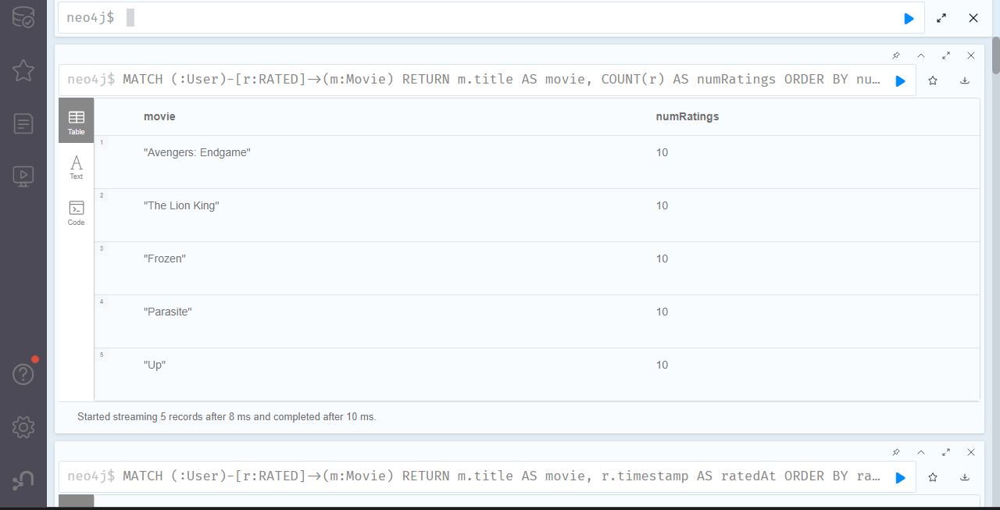 neo4j$
neo4j$ MATCH (:User)-[r:RATED]→(m:Movie) RETURN m.title AS movie, COUNT(r) AS numRatings ORDER BY nu…
Table
Text
Code
movie numRatings
1 "Avengers: Endgame" 10
2 "The Lion King" 10
3 "Frozen" 10
4 "Parasite" 10
5 "Up" 10
Started streaming 5 records after 8 ms and completed after 10 ms.
neo4j$ MATCH (:User)-[r:RATED]→(m:Movie) RETURN m.title AS movie, r.timestamp AS ratedAt ORDER BY ra…